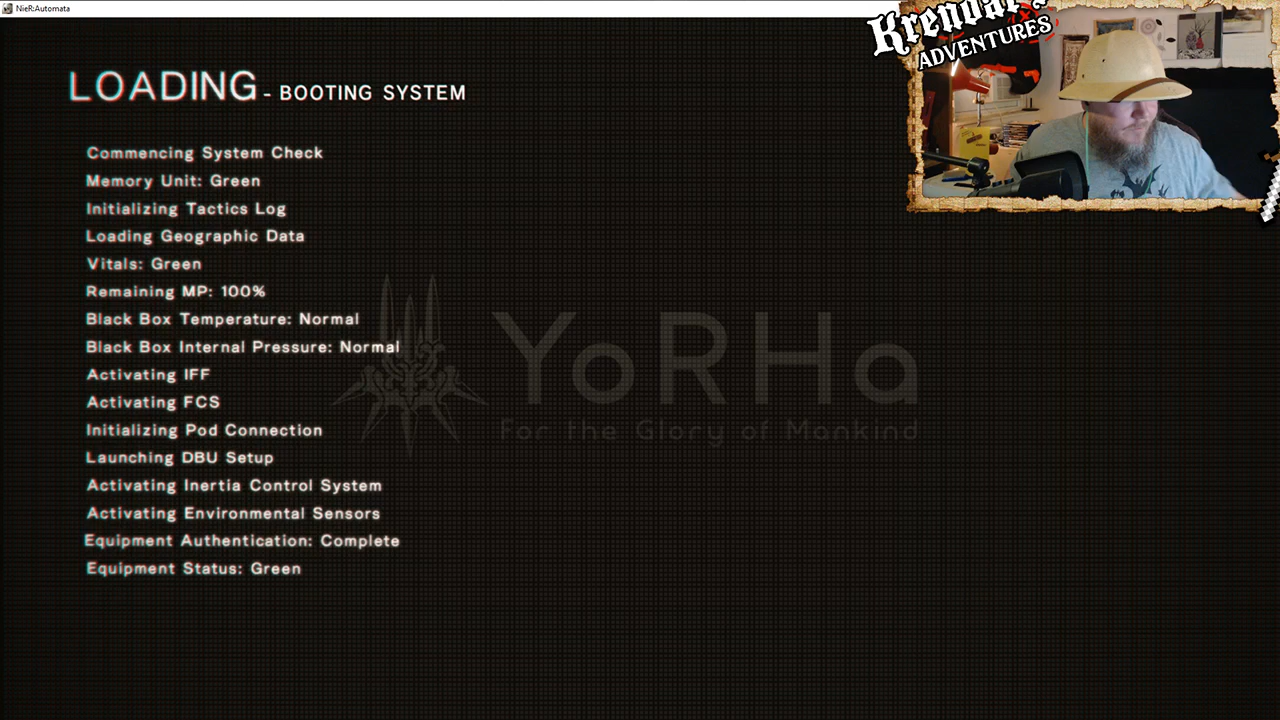 NieR:Automata
ADVENTURES
LOADING - BOOTING SYSTEM
Commencing System Check
Memory Unit: Green
Initializing Tactics Log
Loading Geographic Data
Vitals: Green
Remaining MP: 100%
Black Box Temperature: Normal
Black Box Internal Pressure: Normal
Activating IFF
Activating FCS
Initializing Pod Connection
Launching DBU Setup
Activating Inertia Control System
Activating Environmental Sensors
Equipment Authentication: Complete
Equipment Status: Green
YoRHa
For the Glory of Mankind